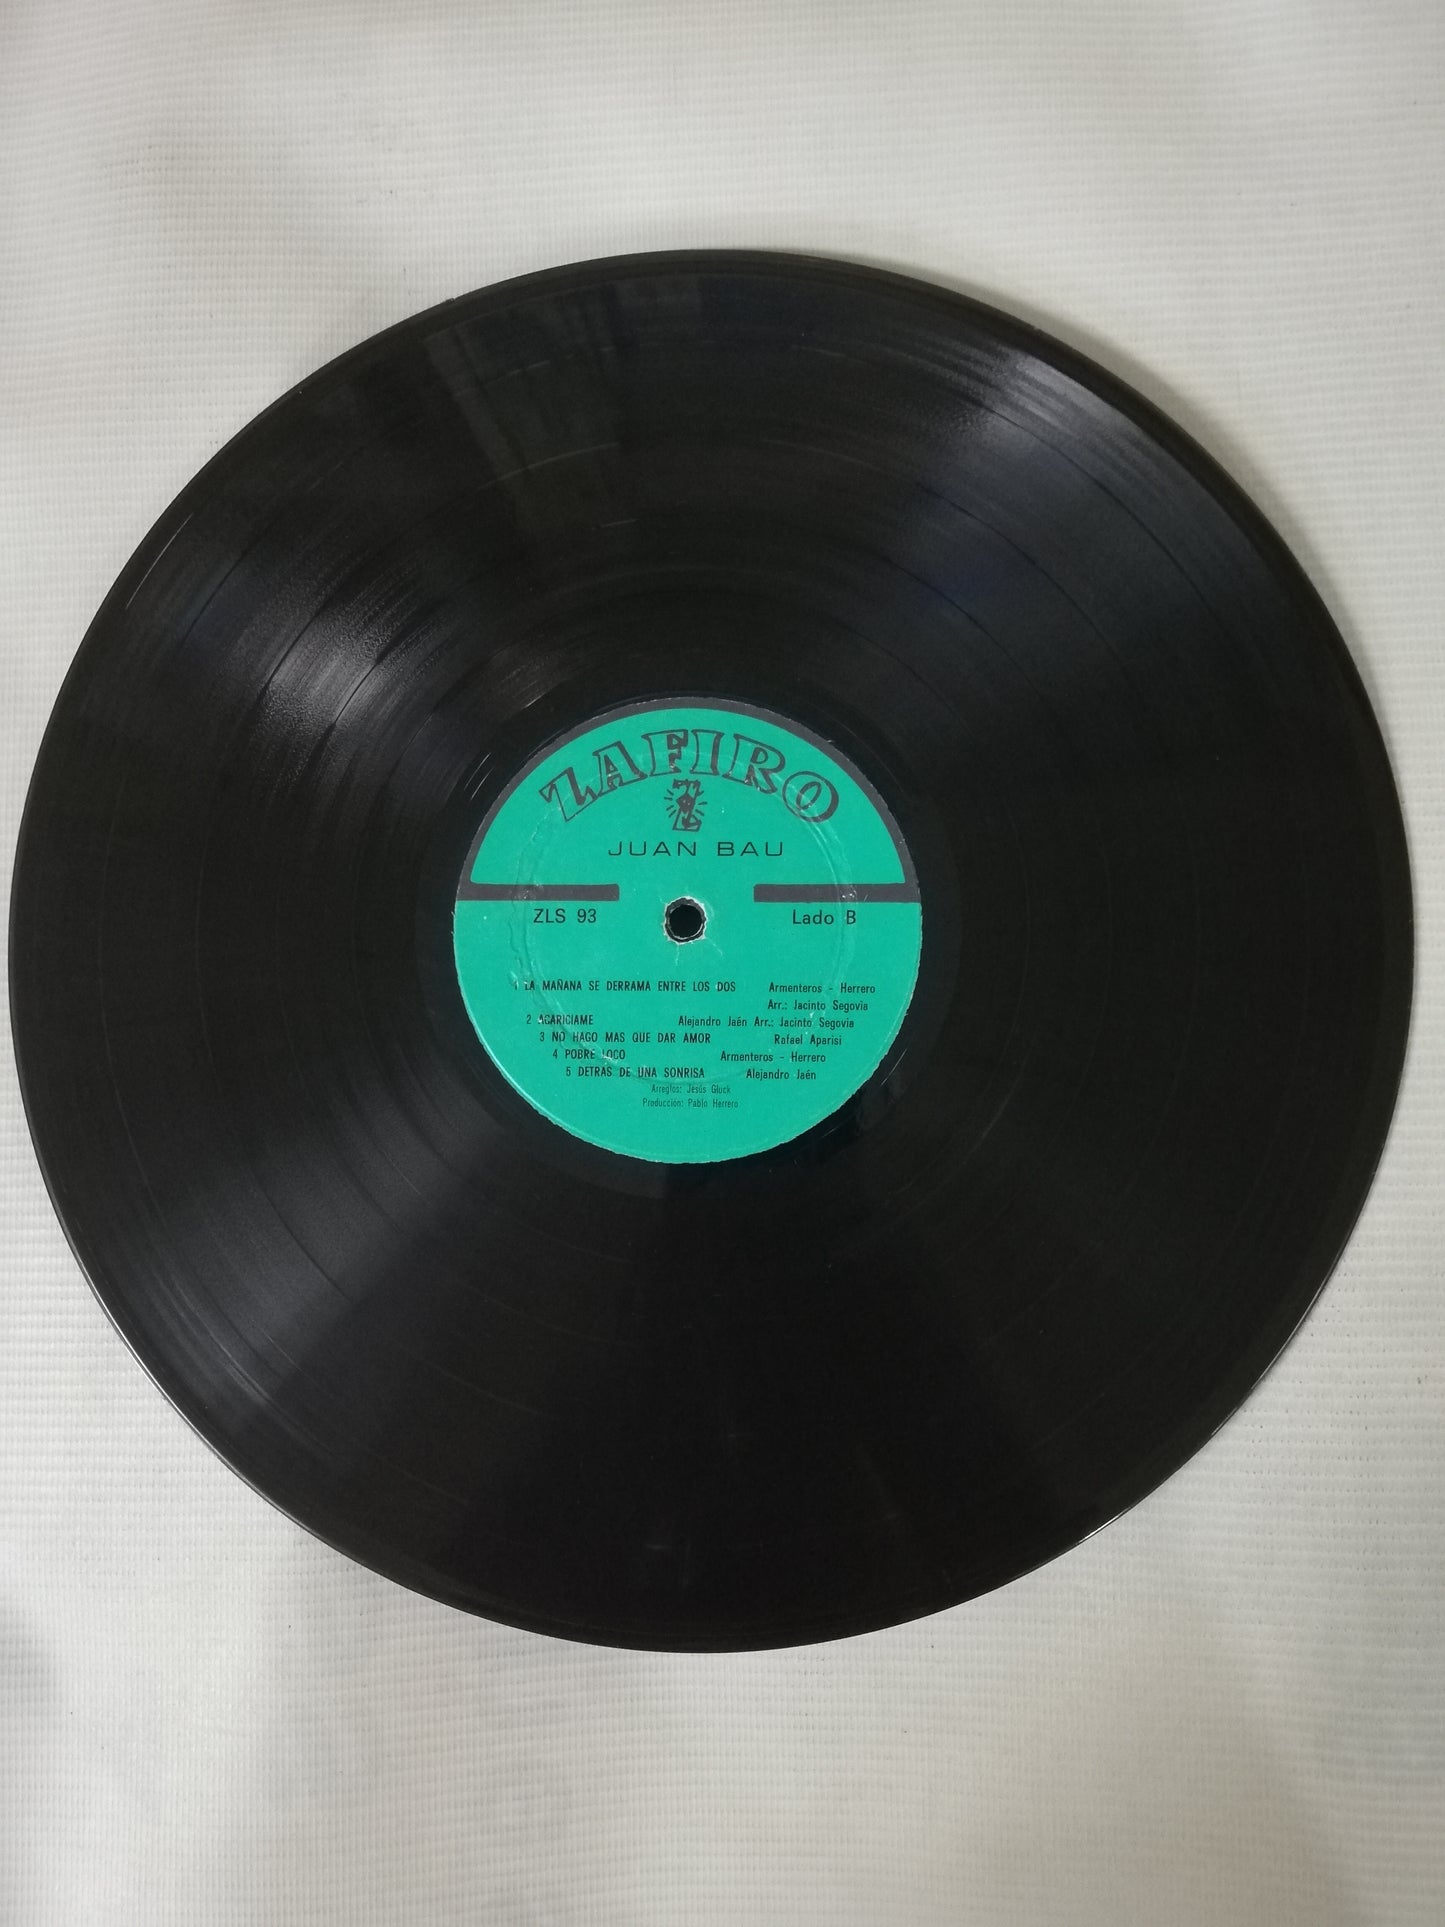 ZAFIRO
Z
JUAN BAU
ZLS 93 Lado B
1 LA MAÑANA SE DERRAMA ENTRE LOS DOS Armenteros - Herrero
Arr.: Jacinto Segovia
2 ACARICIAME Alejandro Jaén Arr.: Jacinto Segovia
3 NO HAGO MAS QUE DAR AMOR Rafael Aparisi
4 POBRE LOCO Armenteros - Herrero
5 DETRAS DE UNA SONRISA Alejandro Jaén
Arreglos: Jesús Gluck
Producción: Pablo Herrero